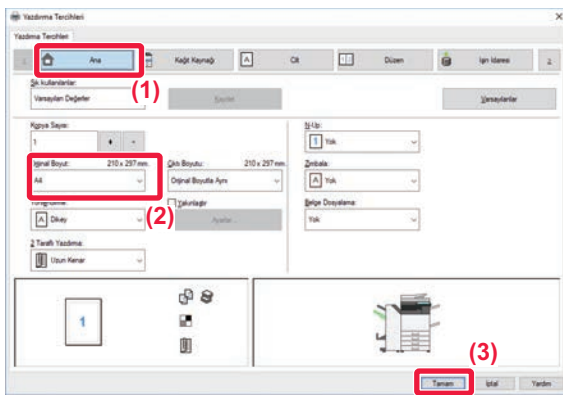 Yazdırma Tercihleri
Yazdırma Tercihleri
Ana
Kağıt Kaynağı
Cilt
Düzen
İşin İdaresi
Sık kullanılanlar:
Varsayılan Değerler
(1)
Kaydet
Varsayılanlar
Kopya Sayısı:
1
+
-
N-Up:
1
Yok
Orijinal Boyut:
210 x 297 mm.
Çıktı Boyutu:
210 x 297 mm.
Zımbala:
A4
Orijinal Boyutla Aynı
A
Yok
(2)
Yönlendirme:
Yakınlaştır
Belge Dosyalama:
A
Dikey
Ayarlar...
Yok
2 Taraflı Yazdırma:
Uzun Kenar
1
(3)
Tamam
İptal
Yardım